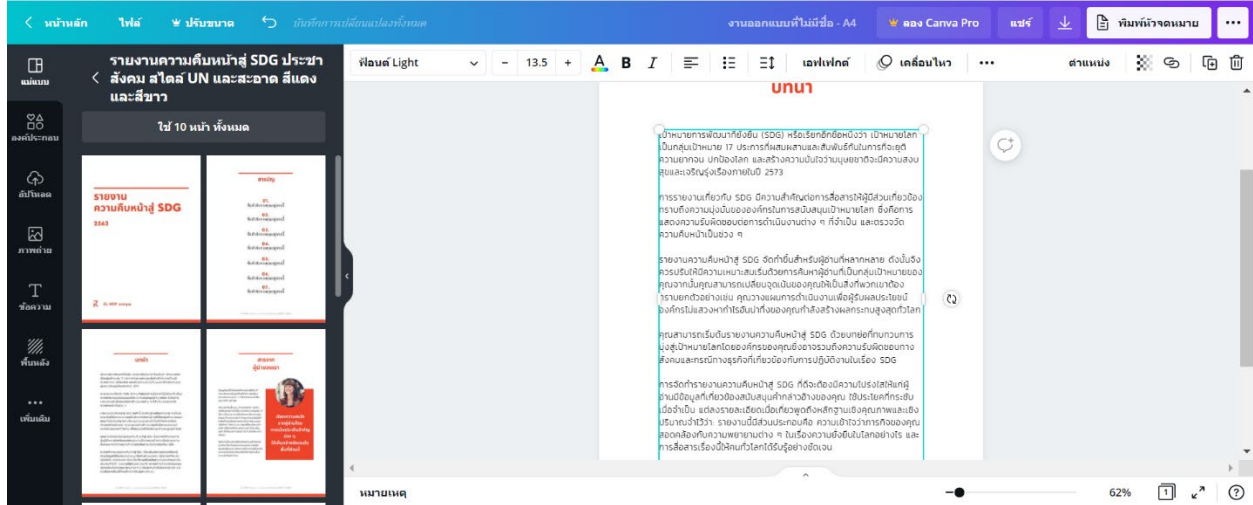 หน้าหลัก ไฟล์ ปรับขนาด บันทึกการเปลี่ยนแปลงทั้งหมด งานออกแบบที่ไม่มีชื่อ - A4 ลอง Canva Pro แชร์ พิมพ์หัวจดหมาย
แม่แบบ
องค์ประกอบ
อัปโหลด
ภาพถ่าย
ข้อความ
พื้นหลัง
เพิ่มเติม
รายงานความคืบหน้าสู่ SDG ประชา
สังคม สไตล์ UN และสะอาด สีแดง
และสีขาว
ใช้ 10 หน้า ทั้งหมด
รายงาน
ความคืบหน้าสู่ SDG
2563
สารบัญ
01.
02.
03.
04.
05.
06.
บทนำ
สารจาก
ผู้อำนวยการ
ฟ้อนต์ Light 13.5 A B I เอฟเฟกต์ เคลื่อนไหว ตำแหน่ง
บทนำ
เป้าหมายการพัฒนาที่ยั่งยืน (SDG) หรือเรียกอีกชื่อหนึ่งว่า เป้าหมายโลก
เป็นกลุ่มเป้าหมาย 17 ประการที่ผสมผสานและสัมพันธ์กันในการที่จะยุติ
ความยากจน ปกป้องโลก และสร้างความมั่นใจว่ามนุษยชาติจะมีความสงบ
สุขและเจริญรุ่งเรืองภายในปี 2573
การรายงานเกี่ยวกับ SDG มีความสำคัญต่อการสื่อสารให้ผู้มีส่วนเกี่ยวข้อง
ทราบถึงความมุ่งมั่นขององค์กรในการสนับสนุนเป้าหมายโลก ซึ่งคือการ
แสดงความรับผิดชอบต่อการดำเนินงานต่าง ๆ ที่จำเป็น และตรวจวัด
ความคืบหน้าเป็นช่วง ๆ
รายงานความคืบหน้าสู่ SDG จัดทำขึ้นสำหรับผู้อ่านที่หลากหลาย ดังนั้นจึง
ควรปรับให้มีความเหมาะสมเริ่มด้วยการค้นหาผู้อ่านที่เป็นกลุ่มเป้าหมายของ
คุณจากนั้นคุณสามารถเปลี่ยนจุดเน้นของคุณให้เป็นสิ่งที่พวกเขาต้อง
ทราบยกตัวอย่างเช่น คุณวางแผนการดำเนินงานเพื่อผู้รับผลประโยชน์
องค์กรไม่แสวงหากำไรอันน่าทึ่งของคุณกำลังสร้างผลกระทบสูงสุดทั่วโลก
คุณสามารถเริ่มต้นรายงานความคืบหน้าสู่ SDG ด้วยบทย่อที่ทบทวนการ
มุ่งสู่เป้าหมายโลกโดยองค์กรของคุณซึ่งอาจรวมถึงความรับผิดชอบทาง
สังคมและกรณีทางธุรกิจที่เกี่ยวข้องกับการปฏิบัติงานในเรื่อง SDG
การจัดทำรายงานความคืบหน้าสู่ SDG ที่ดีจะต้องมีความโปร่งใสให้แก่ผู้
อ่านมีข้อมูลที่เกี่ยวข้องสนับสนุนคำกล่าวอ้างของคุณ ใช้ประโยคที่กระชับ
เมื่อจำเป็น แต่ลงรายละเอียดเมื่อเกี่ยวพูดถึงหลักฐานเชิงคุณภาพและเชิง
ปริมาณจำไว้ว่า รายงานนี้มีส่วนประกอบคือ ความเข้าใจว่าภารกิจของคุณ
สอดคล้องกับความพยายามต่าง ๆ ในเรื่องความยั่งยืนในโลกอย่างไร และ
การสื่อสารเรื่องนี้ให้คนทั่วโลกได้รับรู้อย่างชัดเจน
หมายเหตุ 62% 1